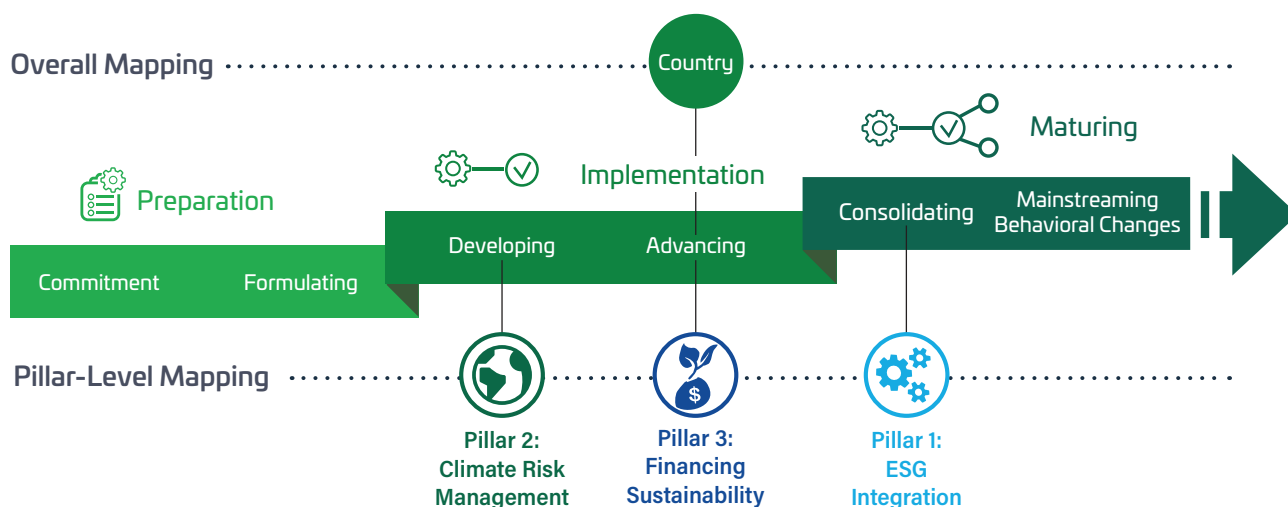 Overall Mapping
Country
Maturing
Implementation
Preparation
Consolidating
Mainstreaming
Behavioral Changes
Developing
Advancing
Commitment
Formulating
Pillar-Level Mapping
$
Pillar 2:
Climate Risk
Management
Pillar 3:
Financing
Sustainability
Pillar 1:
ESG
Integration